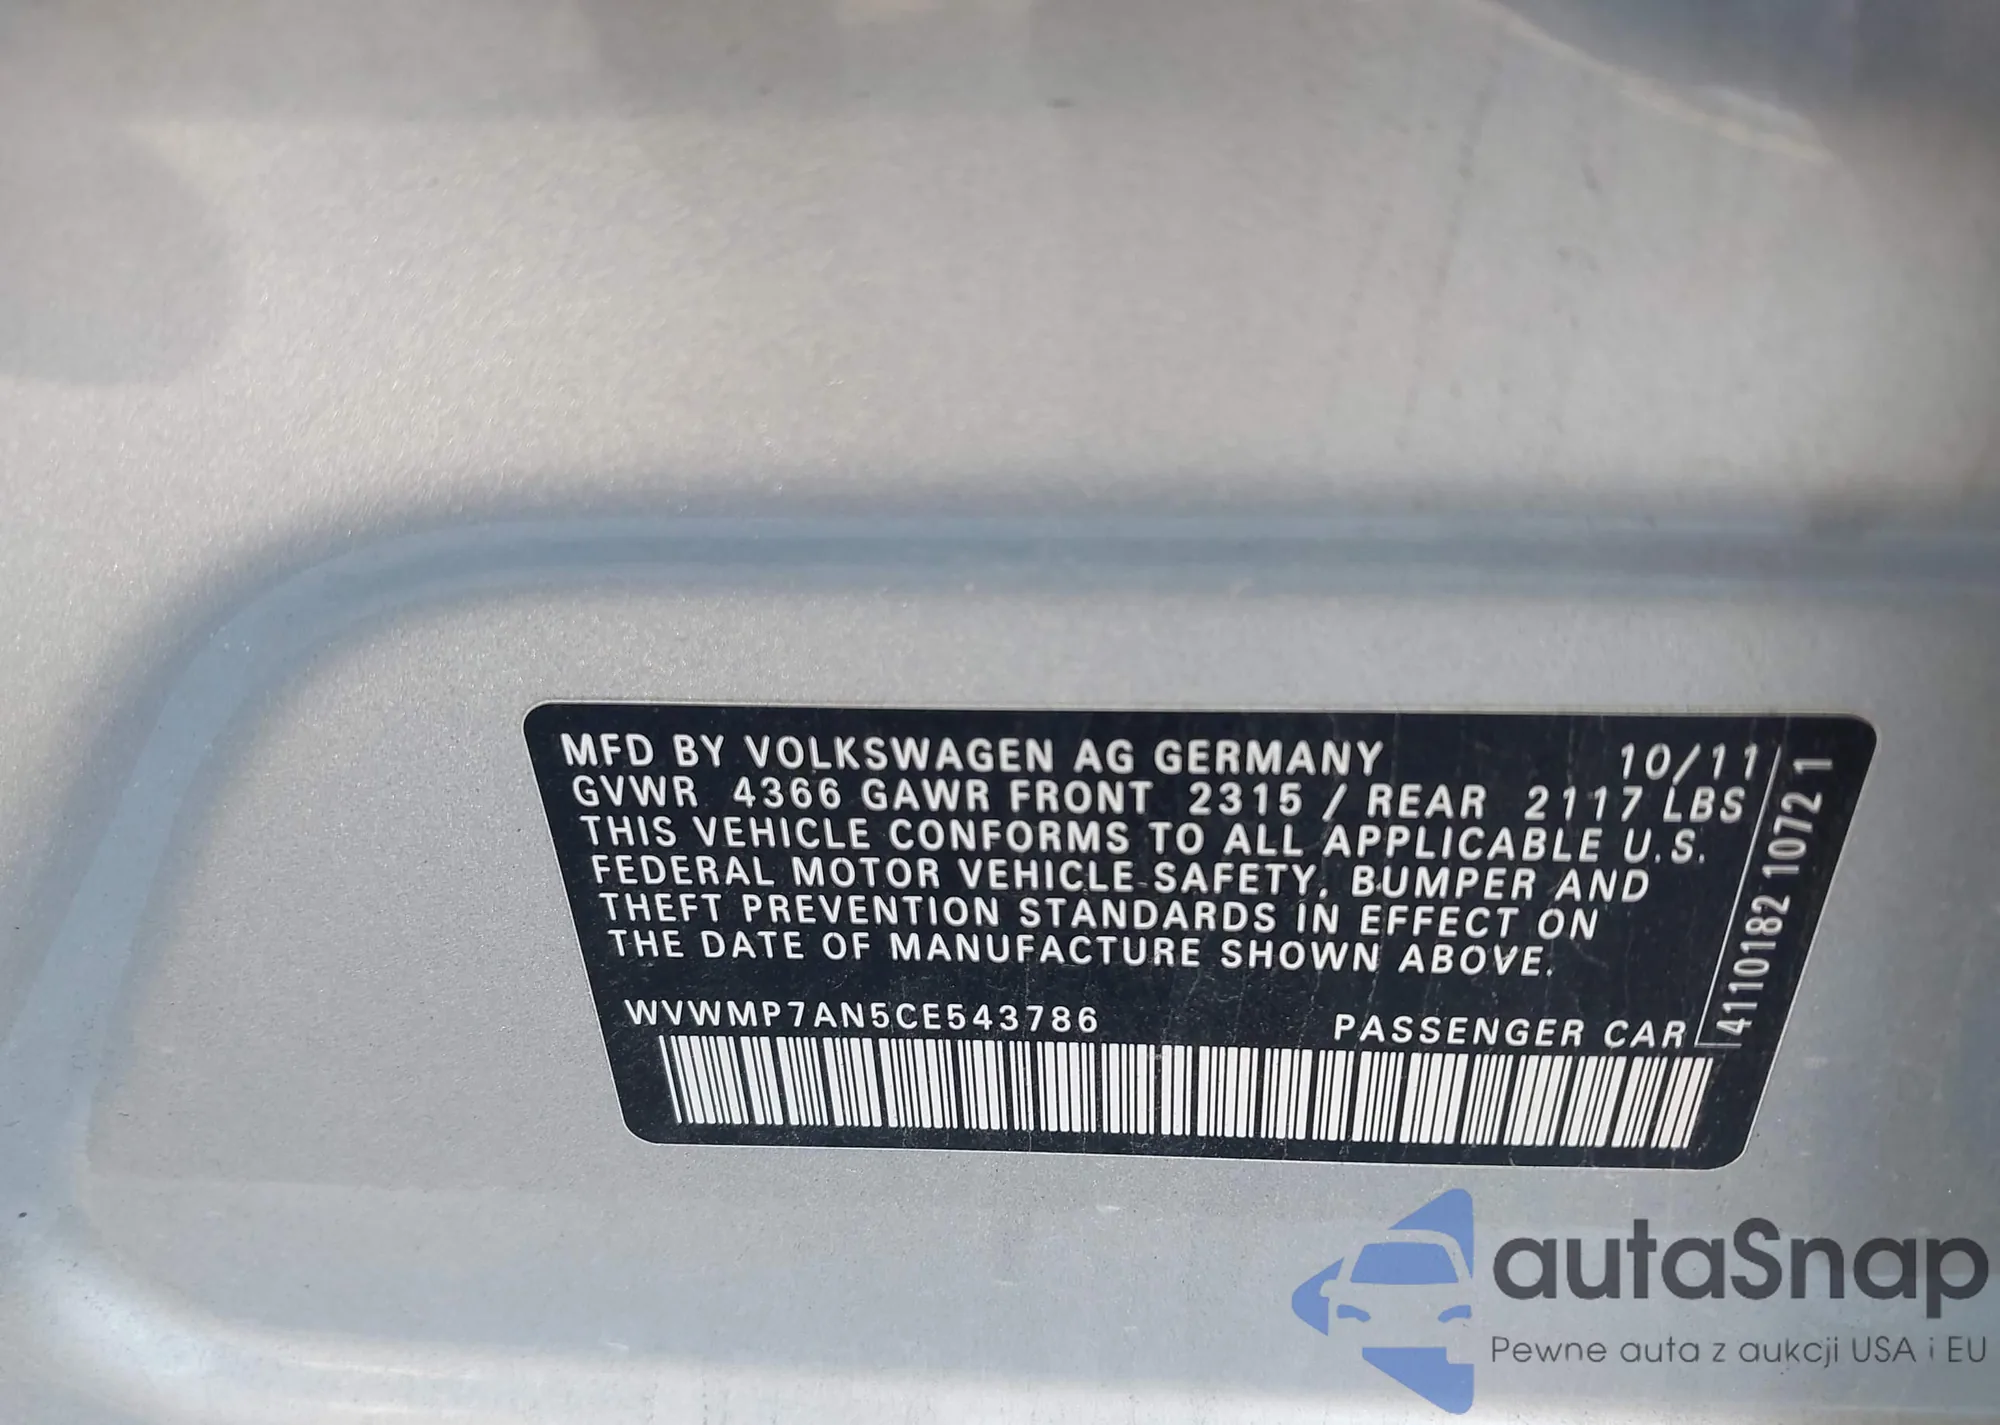 MFD BY VOLKSWAGEN AG GERMANY 10/11
GVWR 4366 GAWR FRONT 2315 / REAR 2117 LBS
THIS VEHICLE CONFORMS TO ALL APPLICABLE U.S.
FEDERAL MOTOR VEHICLE SAFETY, BUMPER AND
THEFT PREVENTION STANDARDS IN EFFECT ON
THE DATE OF MANUFACTURE SHOWN ABOVE.
WVWMP7AN5CE543786
PASSENGER CAR
4110182 1072 1
autaSnap
Pewne auta z aukcji USA i EU